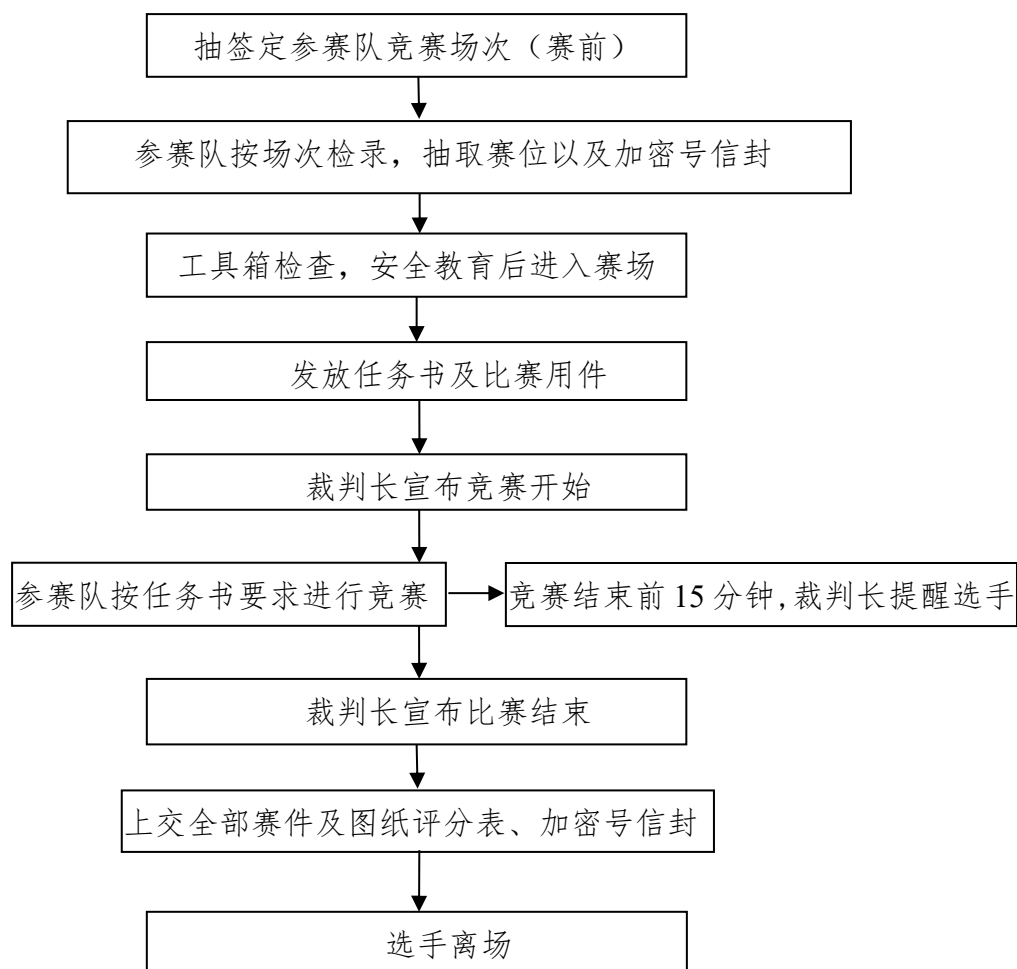 抽签定参赛队竞赛场次（赛前）
参赛队按场次检录，抽取赛位以及加密号信封
工具箱检查，安全教育后进入赛场
发放任务书及比赛用件
裁判长宣布竞赛开始
参赛队按任务书要求进行竞赛
竞赛结束前15分钟,裁判长提醒选手
裁判长宣布比赛结束
上交全部赛件及图纸评分表、加密号信封
选手离场